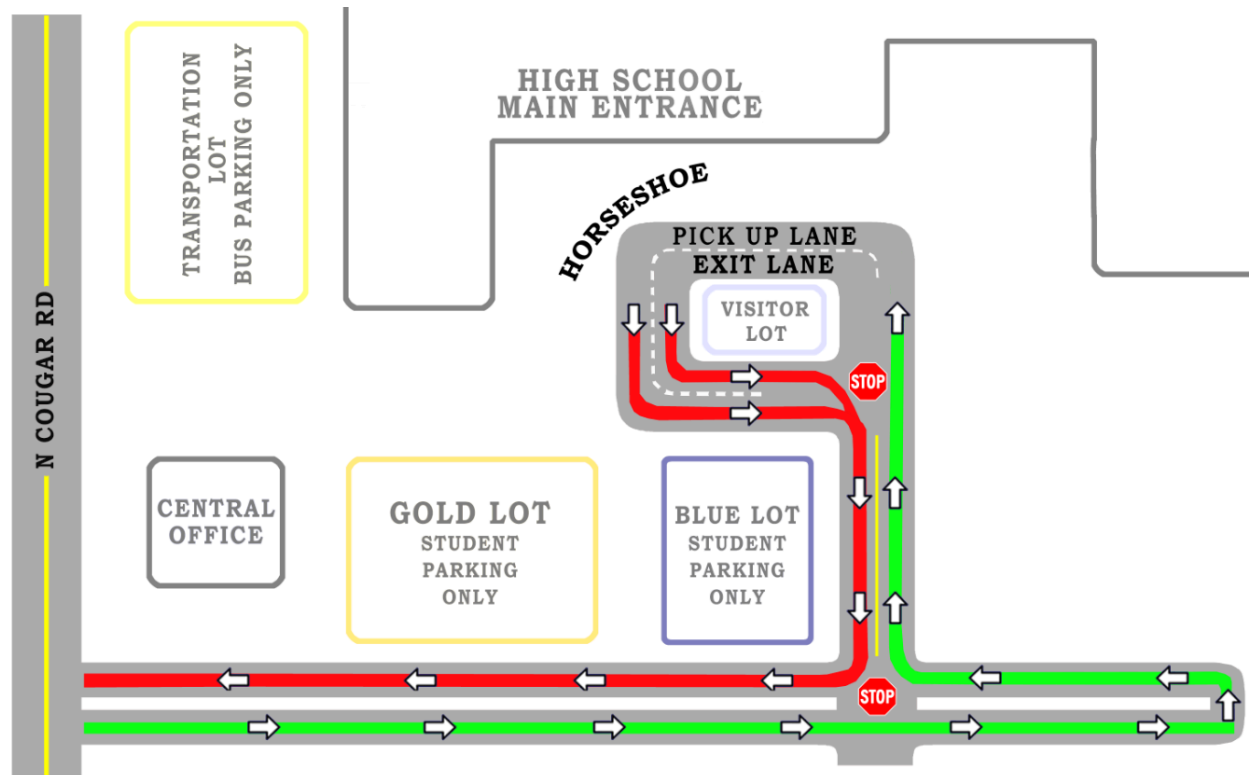 TRANSPORTATION
LOT
BUS PARKING ONLY
HIGH SCHOOL
MAIN ENTRANCE
HORSESHOE
PICK UP LANE
EXIT LANE
VISITOR
LOT
STOP
N COUGAR RD
CENTRAL
OFFICE
GOLD LOT
STUDENT
PARKING
ONLY
BLUE LOT
STUDENT
PARKING
ONLY
STOP